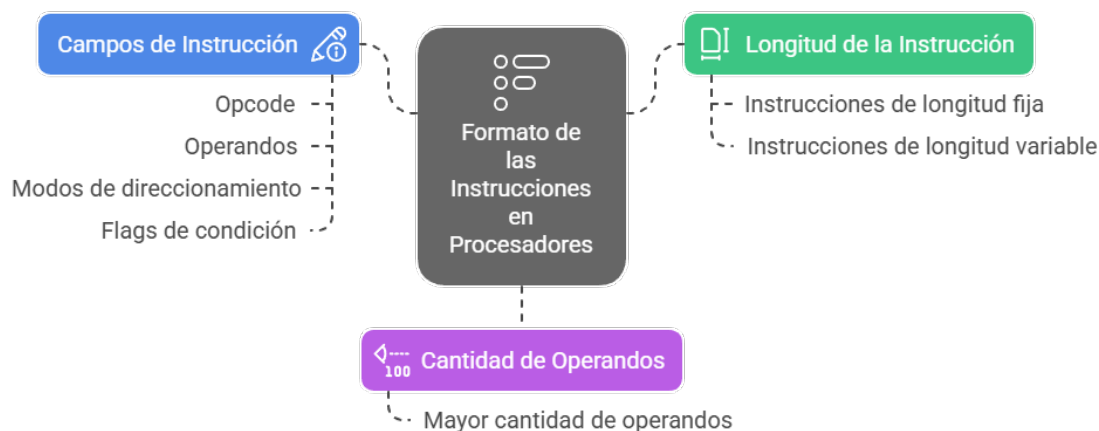 Campos de Instrucción
Opcode
Operandos
Modos de direccionamiento
Flags de condición
Formato de
las
Instrucciones
en
Procesadores
Longitud de la Instrucción
Instrucciones de longitud fija
Instrucciones de longitud variable
100
Cantidad de Operandos
Mayor cantidad de operandos